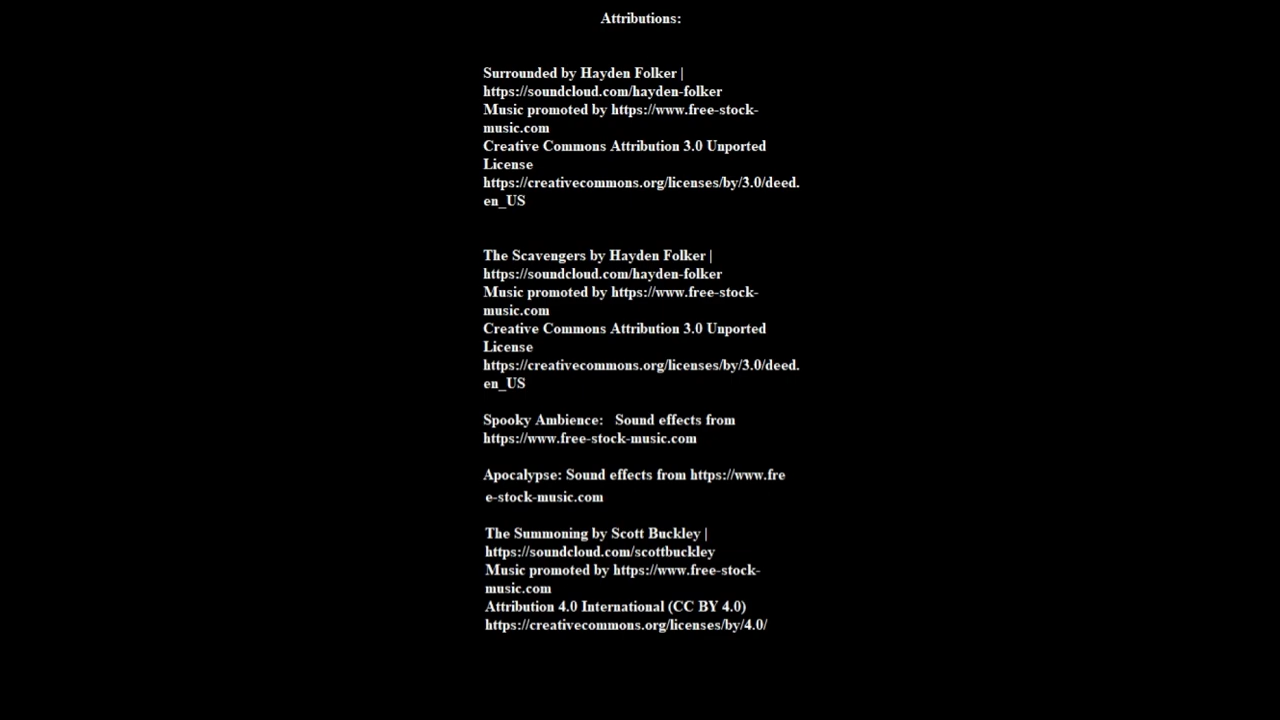 Attributions:
Surrounded by Hayden Folker |
https://soundcloud.com/hayden-folker
Music promoted by https://www.free-stock-
music.com
Creative Commons Attribution 3.0 Unported
License
https://creativecommons.org/licenses/by/3.0/deed.
en_US
The Scavengers by Hayden Folker |
https://soundcloud.com/hayden-folker
Music promoted by https://www.free-stock-
music.com
Creative Commons Attribution 3.0 Unported
License
https://creativecommons.org/licenses/by/3.0/deed.
en_US
Spooky Ambience:   Sound effects from
https://www.free-stock-music.com
Apocalypse: Sound effects from https://www.fre
e-stock-music.com
The Summoning by Scott Buckley |
https://soundcloud.com/scottbuckley
Music promoted by https://www.free-stock-
music.com
Attribution 4.0 International (CC BY 4.0)
https://creativecommons.org/licenses/by/4.0/